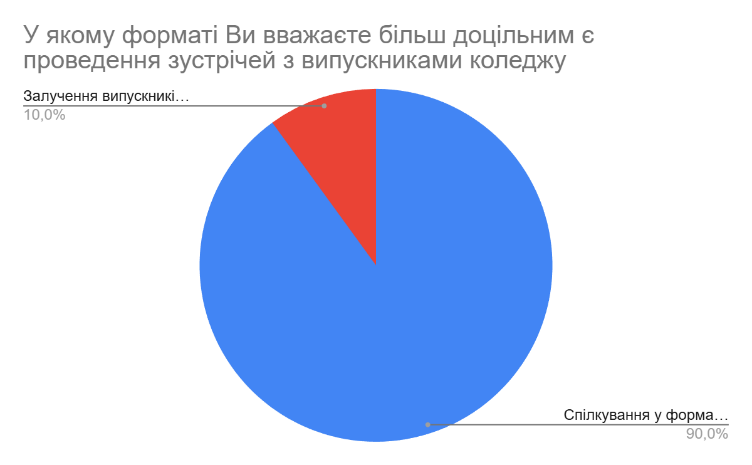 У якому форматі Ви вважаєте більш доцільним є
проведення зустрічей з випускниками коледжу
Залучення випускникі…
10,0%
Спілкування у форма…
90,0%